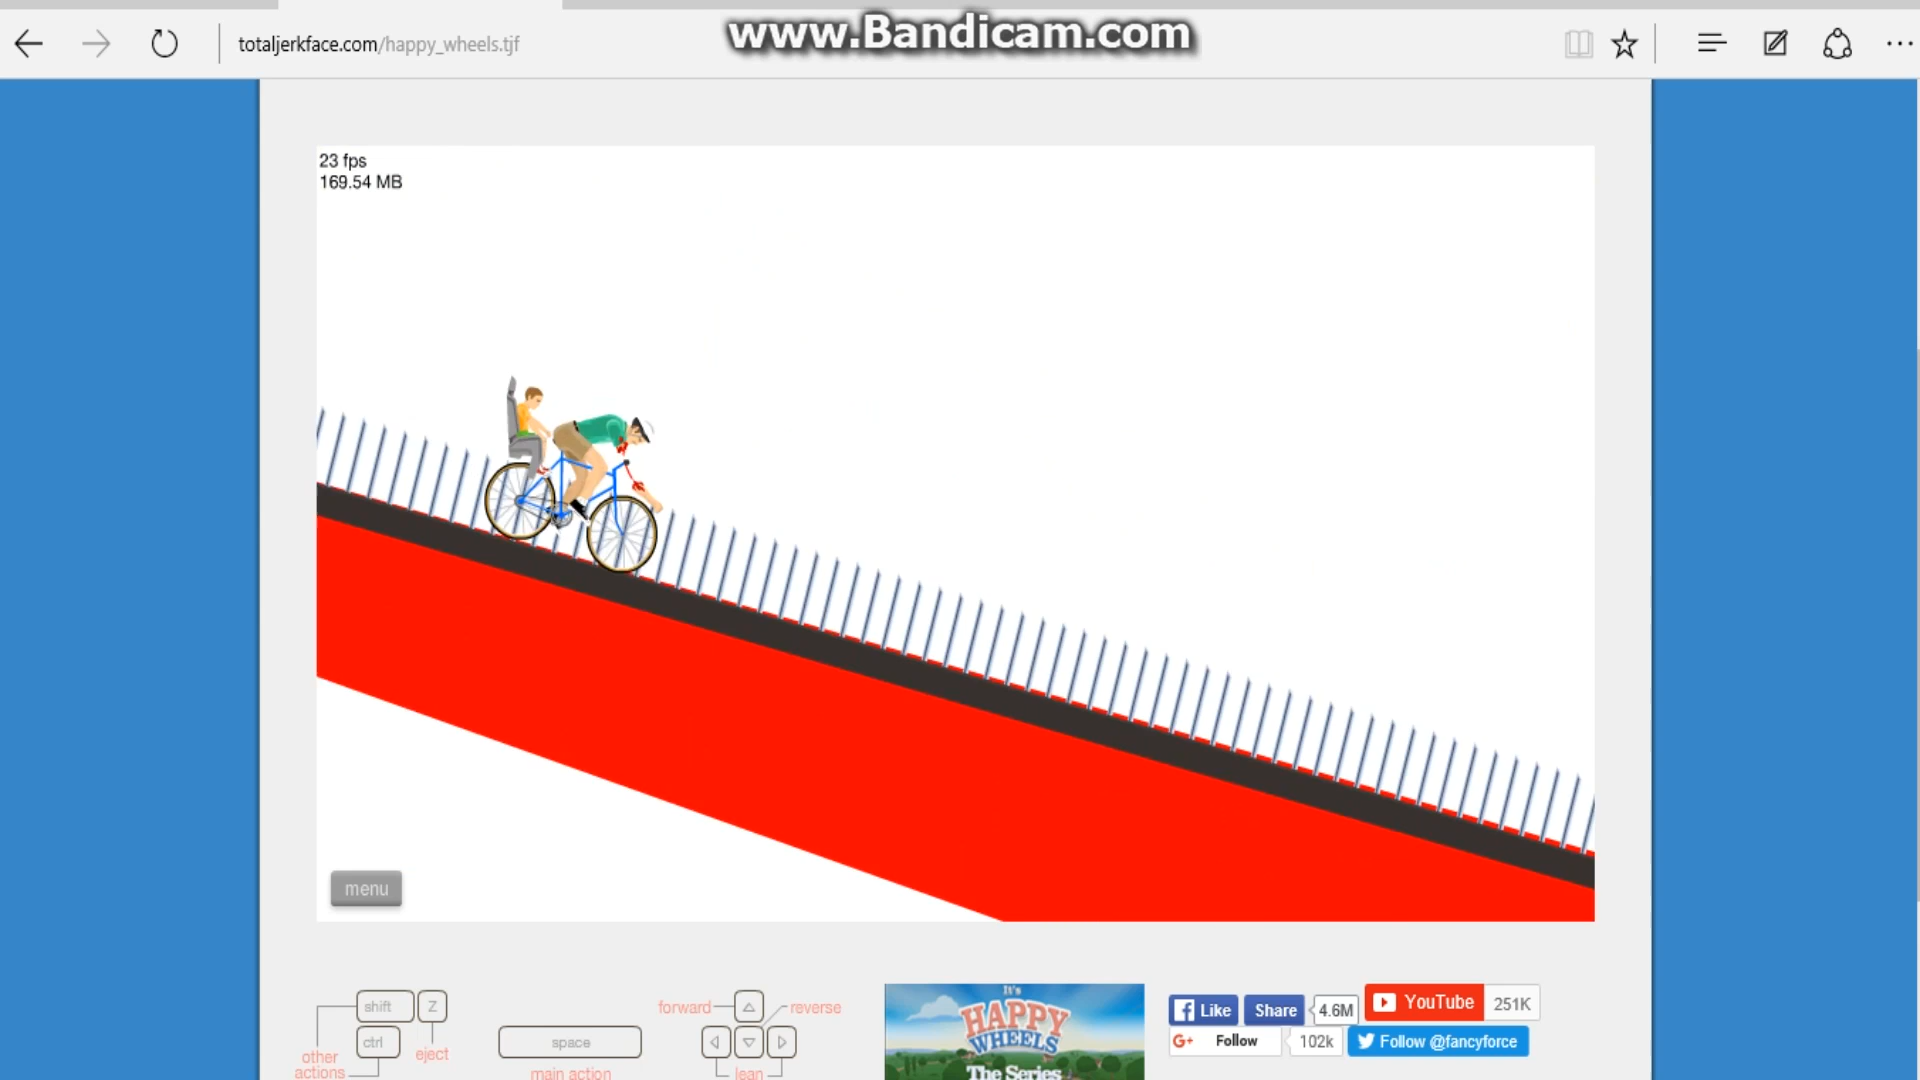 www.Bandicam.com
totaljerkface.com/happy_wheels.tjf
23 fps
169.54 MB
menu
shift
Z
ctrl
other
actions
eject
space
main action
forward
reverse
lean
It's
HAPPY
WHEELS
The Series
Like
Share
4.6M
YouTube
251K
G+ Follow
102k
Follow @fancyforce